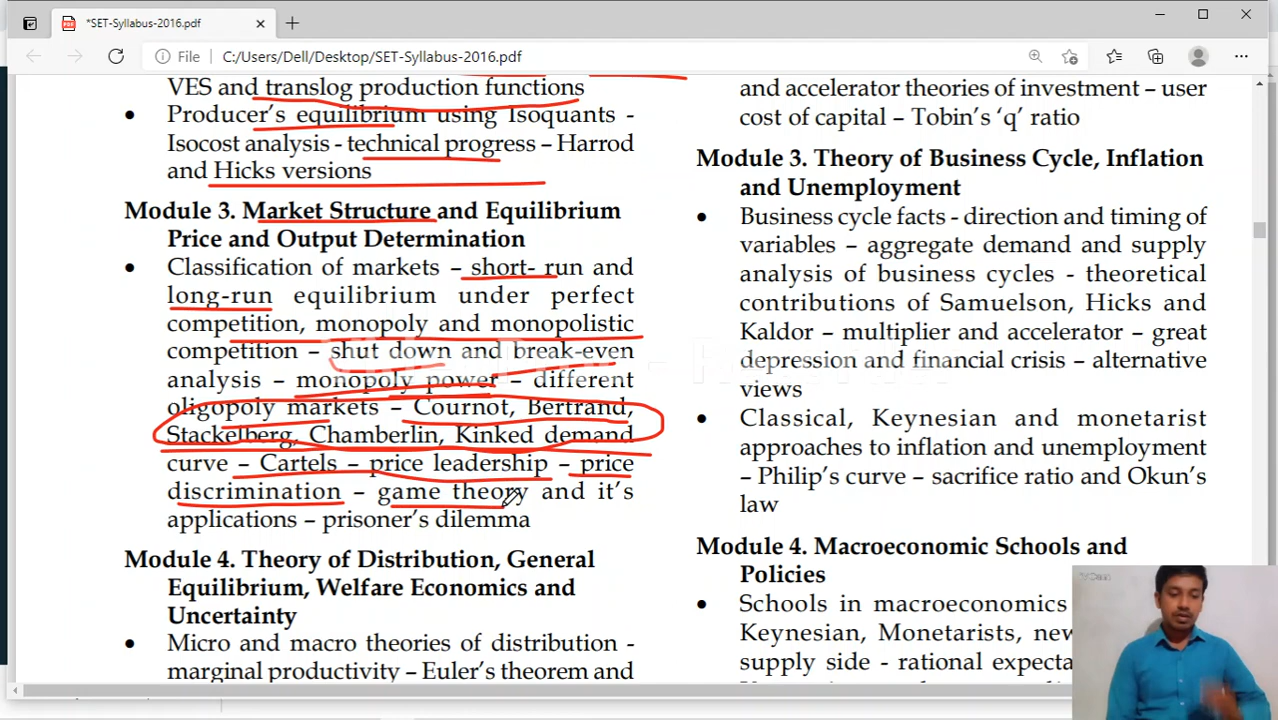 *SET-Syllabus-2016.pdf
File
C:/Users/Dell/Desktop/SET-Syllabus-2016.pdf
VES and translog production functions
• Producer's equilibrium using Isoquants -
Isocost analysis - technical progress – Harrod
and Hicks versions
Module 3. Market Structure and Equilibrium
Price and Output Determination
• Classification of markets – short- run and
long-run equilibrium under perfect
competition, monopoly and monopolistic
competition – shut down and break-even
analysis – monopoly power – different
oligopoly markets – Cournot, Bertrand,
Stackelberg, Chamberlin, Kinked demand
curve – Cartels – price leadership – price
discrimination – game theory and it's
applications – prisoner's dilemma
Module 4. Theory of Distribution, General
Equilibrium, Welfare Economics and
Uncertainty
• Micro and macro theories of distribution -
marginal productivity – Euler's theorem and
and accelerator theories of investment – user
cost of capital – Tobin's 'q' ratio
Module 3. Theory of Business Cycle, Inflation
and Unemployment
• Business cycle facts - direction and timing of
variables – aggregate demand and supply
analysis of business cycles - theoretical
contributions of Samuelson, Hicks and
Kaldor – multiplier and accelerator – great
depression and financial crisis – alternative
views
• Classical, Keynesian and monetarist
approaches to inflation and unemployment
– Philip's curve – sacrifice ratio and Okun's
law
Module 4. Macroeconomic Schools and
Policies
• Schools in macroeconomics
Keynesian, Monetarists, new
supply side - rational expecta